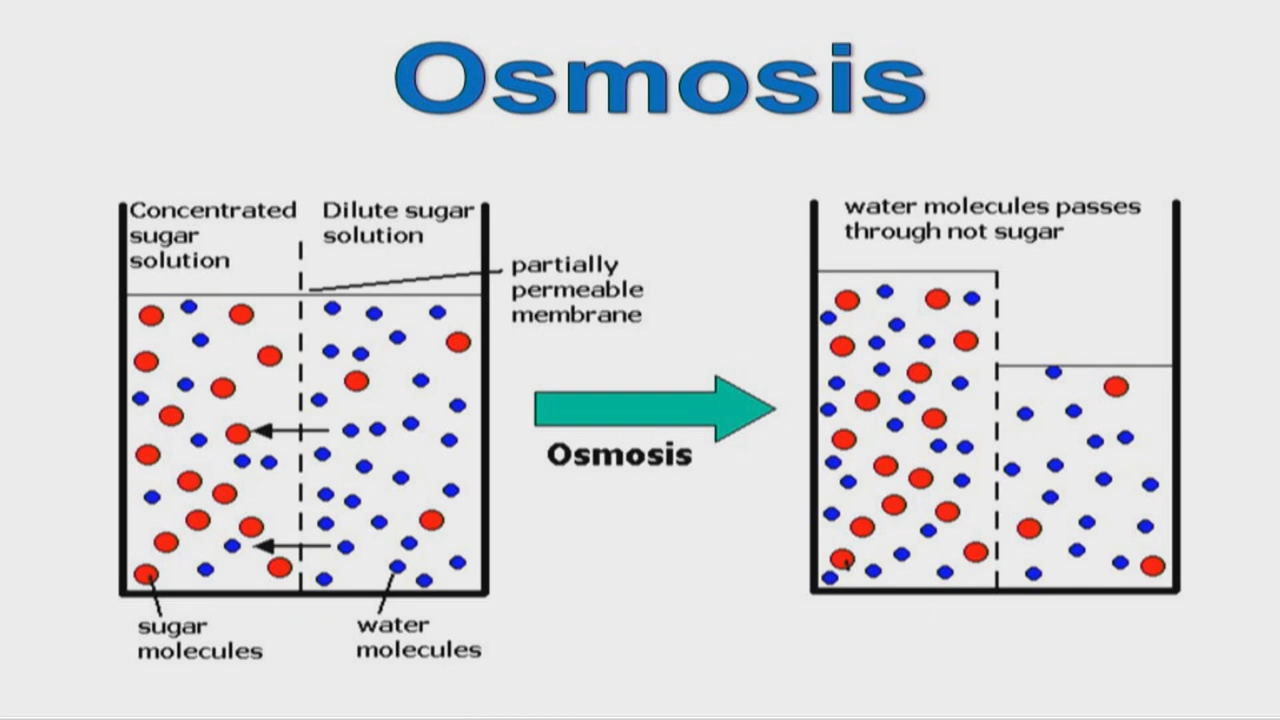 Osmosis
Concentrated
sugar
solution
Dilute sugar
solution
partially
permeable
membrane
sugar
molecules
water
molecules
Osmosis
water molecules passes
through not sugar